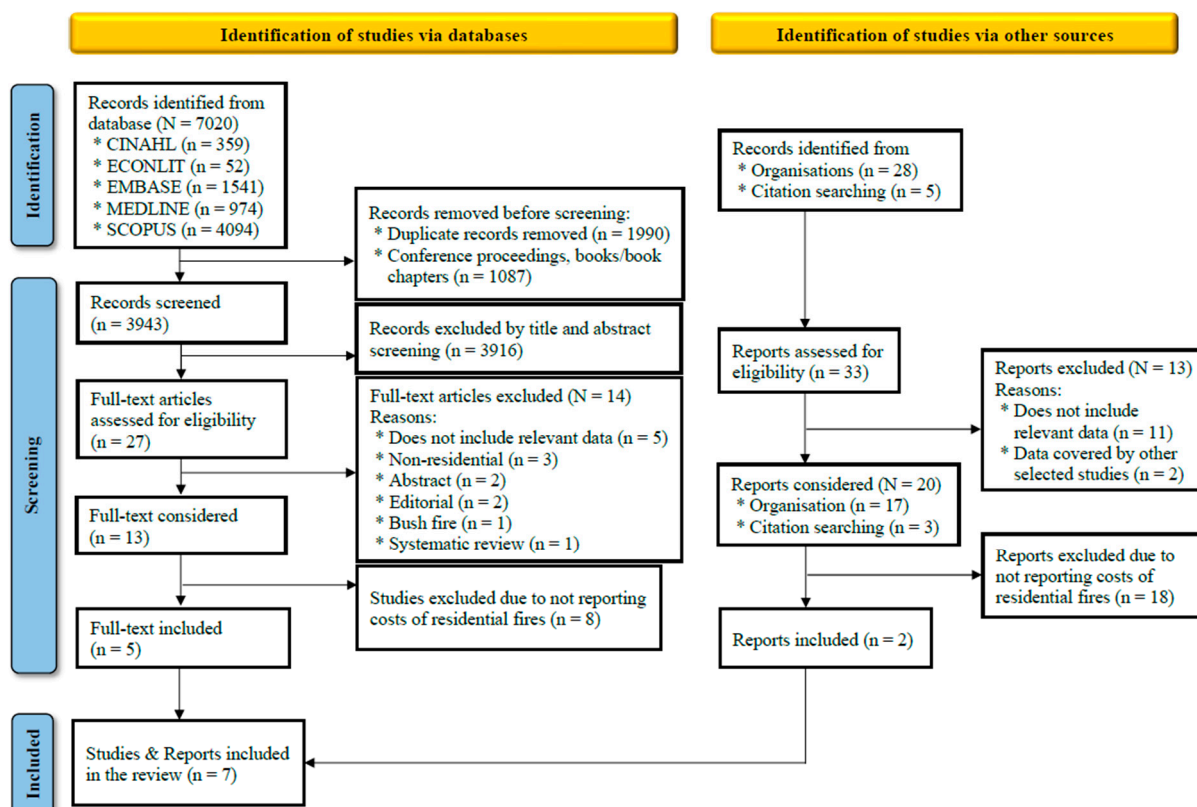 Identification of studies via databases
Identification of studies via other sources
Identification
Records identified from
database (N = 7020)
* CINAHL (n = 359)
* ECONLIT (n = 52)
* EMBASE (n = 1541)
* MEDLINE (n = 974)
* SCOPUS (n = 4094)
Records removed before screening:
* Duplicate records removed (n = 1990)
* Conference proceedings, books/book
chapters (n = 1087)
Records identified from
* Organisations (n = 28)
* Citation searching (n = 5)
Screening
Records screened
(n = 3943)
Records excluded by title and abstract
screening (n = 3916)
Full-text articles
assessed for eligibility
(n = 27)
Full-text articles excluded (N = 14)
Reasons:
* Does not include relevant data (n = 5)
* Non-residential (n = 3)
* Abstract (n = 2)
* Editorial (n = 2)
* Bush fire (n = 1)
* Systematic review (n = 1)
Full-text considered
(n = 13)
Studies excluded due to not reporting
costs of residential fires (n = 8)
Full-text included
(n = 5)
Reports assessed for
eligibility (n = 33)
Reports excluded (N = 13)
Reasons:
* Does not include
relevant data (n = 11)
* Data covered by other
selected studies (n = 2)
Reports considered (N = 20)
* Organisation (n = 17)
* Citation searching (n = 3)
Reports excluded due to
not reporting costs of
residential fires (n = 18)
Reports included (n = 2)
Included
Studies & Reports included
in the review (n = 7)